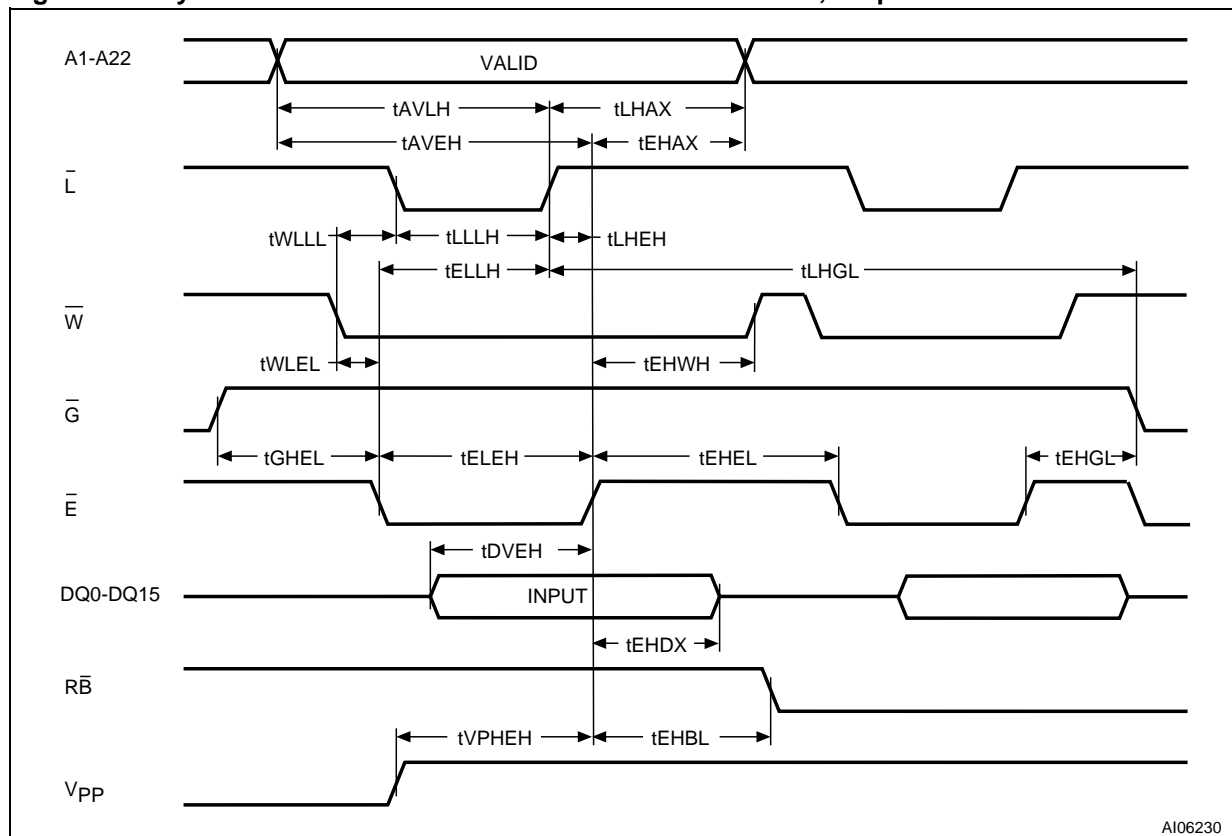 A1-A22
VALID
tAVLH
tLHAX
tAVEH
tEHAX
L̅
tWLLL
tLLLH
tLHEH
tELLH
tLHGL
W̅
tWLEL
tEHWH
G̅
tGHEL
tELEH
tEHEL
tEHGL
E̅
tDVEH
DQ0-DQ15
INPUT
tEHDX
RB̅
tVPHEH
tEHBL
VPP
AI06230